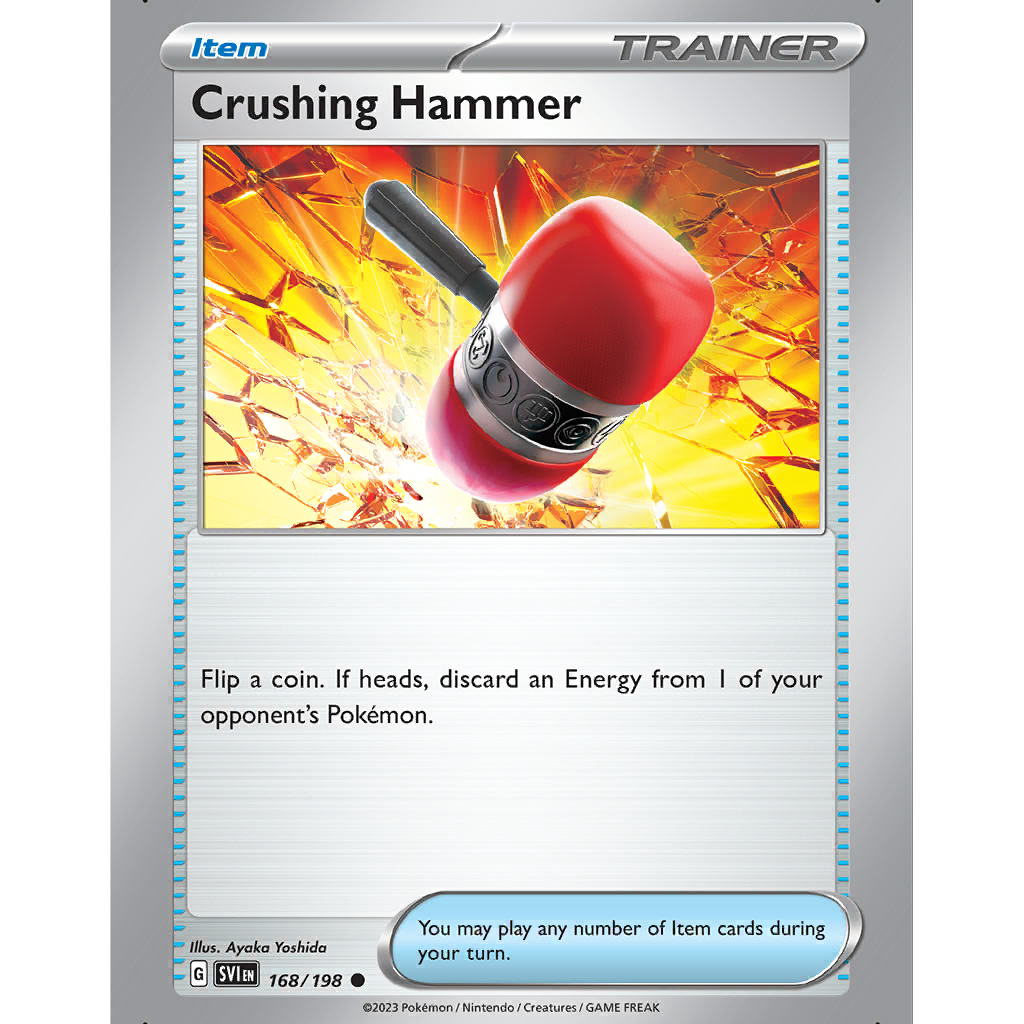 Item
TRAINER
Crushing Hammer
Flip a coin. If heads, discard an Energy from 1 of your
opponent’s Pokémon.
You may play any number of Item cards during
your turn.
Illus. Ayaka Yoshida
G SVI EN 168/198
©2023 Pokémon / Nintendo / Creatures / GAME FREAK